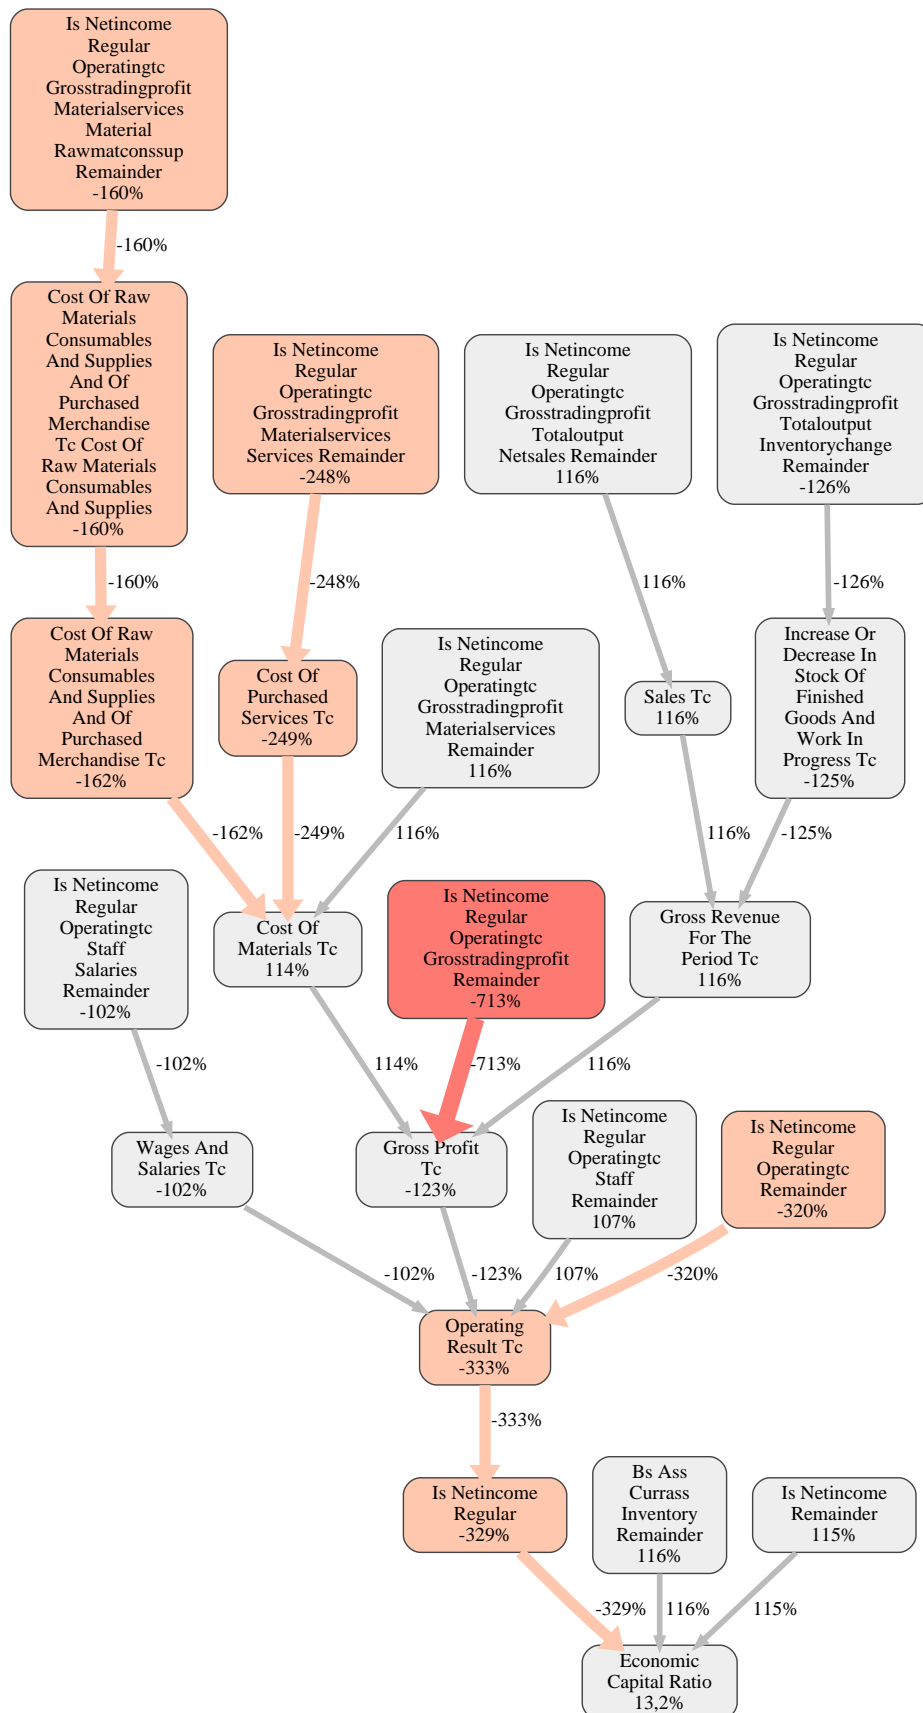 Is Netincome
Regular
Operatingtc
Grosstradingprofit
Materialservices
Material
Rawmatconssup
Remainder
-160%
-160%
Cost Of Raw
Materials
Consumables
And Supplies
And Of
Purchased
Merchandise
Tc Cost Of
Raw Materials
Consumables
And Supplies
-160%
Is Netincome
Regular
Operatingtc
Grosstradingprofit
Materialservices
Services Remainder
-248%
Is Netincome
Regular
Operatingtc
Grosstradingprofit
Totaloutput
Netsales Remainder
116%
Is Netincome
Regular
Operatingtc
Grosstradingprofit
Totaloutput
Inventorychange
Remainder
-126%
-160%
-248%
116%
-126%
Cost Of Raw
Materials
Consumables
And Supplies
And Of
Purchased
Merchandise Tc
-162%
Cost Of
Purchased
Services Tc
-249%
Is Netincome
Regular
Operatingtc
Grosstradingprofit
Materialservices
Remainder
116%
Sales Tc
116%
Increase Or
Decrease In
Stock Of
Finished
Goods And
Work In
Progress Tc
-125%
-162%
-249%
116%
116%
-125%
Is Netincome
Regular
Operatingtc
Staff
Salaries
Remainder
-102%
Cost Of
Materials Tc
114%
Is Netincome
Regular
Operatingtc
Grosstradingprofit
Remainder
-713%
Gross Revenue
For The
Period Tc
116%
-102%
114%
-713%
116%
Wages And
Salaries Tc
-102%
Gross Profit
Tc
-123%
Is Netincome
Regular
Operatingtc
Staff
Remainder
107%
Is Netincome
Regular
Operatingtc
Remainder
-320%
-102%
-123%
107%
-320%
Operating
Result Tc
-333%
-333%
Is Netincome
Regular
-329%
Bs Ass
Currass
Inventory
Remainder
116%
Is Netincome
Remainder
115%
-329%
116%
115%
Economic
Capital Ratio
13,2%